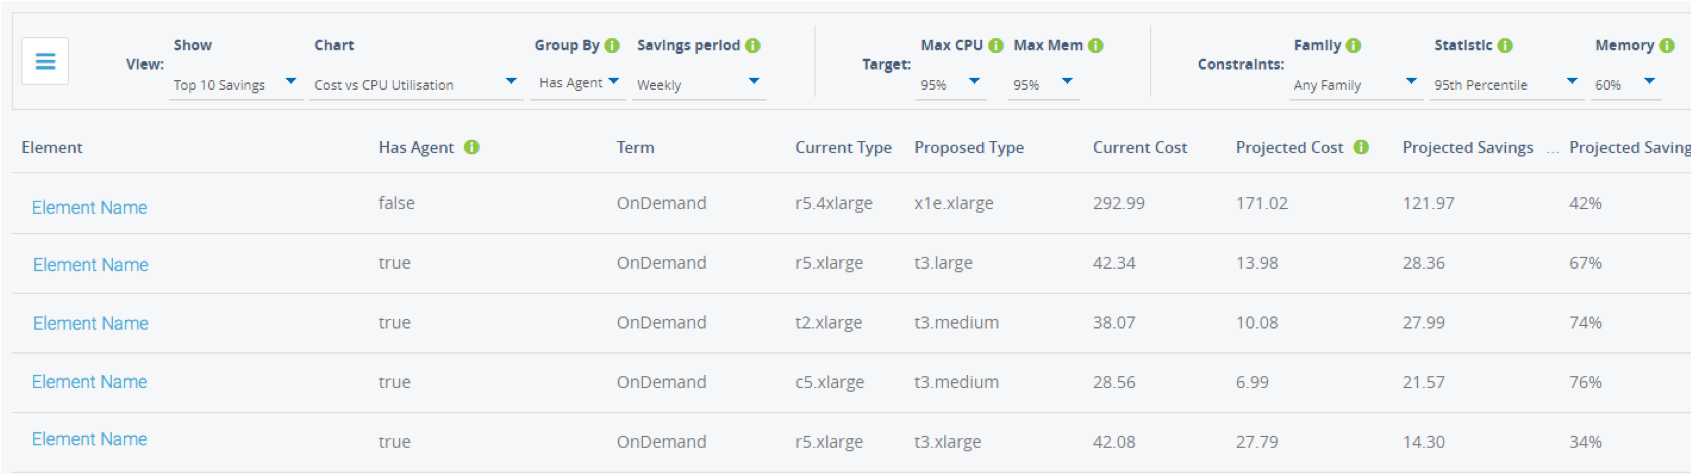 Show Chart Group By Savings period Max CPU Max Mem Family Statistic Memory
View: Target: Constraints:
Top 10 Savings Cost vs CPU Utilisation Has Agent Weekly 95% 95% Any Family 95th Percentile 60%
Element Has Agent Term Current Type Proposed Type Current Cost Projected Cost Projected Savings ... Projected Saving
Element Name false OnDemand r5.4xlarge x1e.xlarge 292.99 171.02 121.97 42%
Element Name true OnDemand r5.xlarge t3.large 42.34 13.98 28.36 67%
Element Name true OnDemand t2.xlarge t3.medium 38.07 10.08 27.99 74%
Element Name true OnDemand c5.xlarge t3.medium 28.56 6.99 21.57 76%
Element Name true OnDemand r5.xlarge t3.xlarge 42.08 27.79 14.30 34%